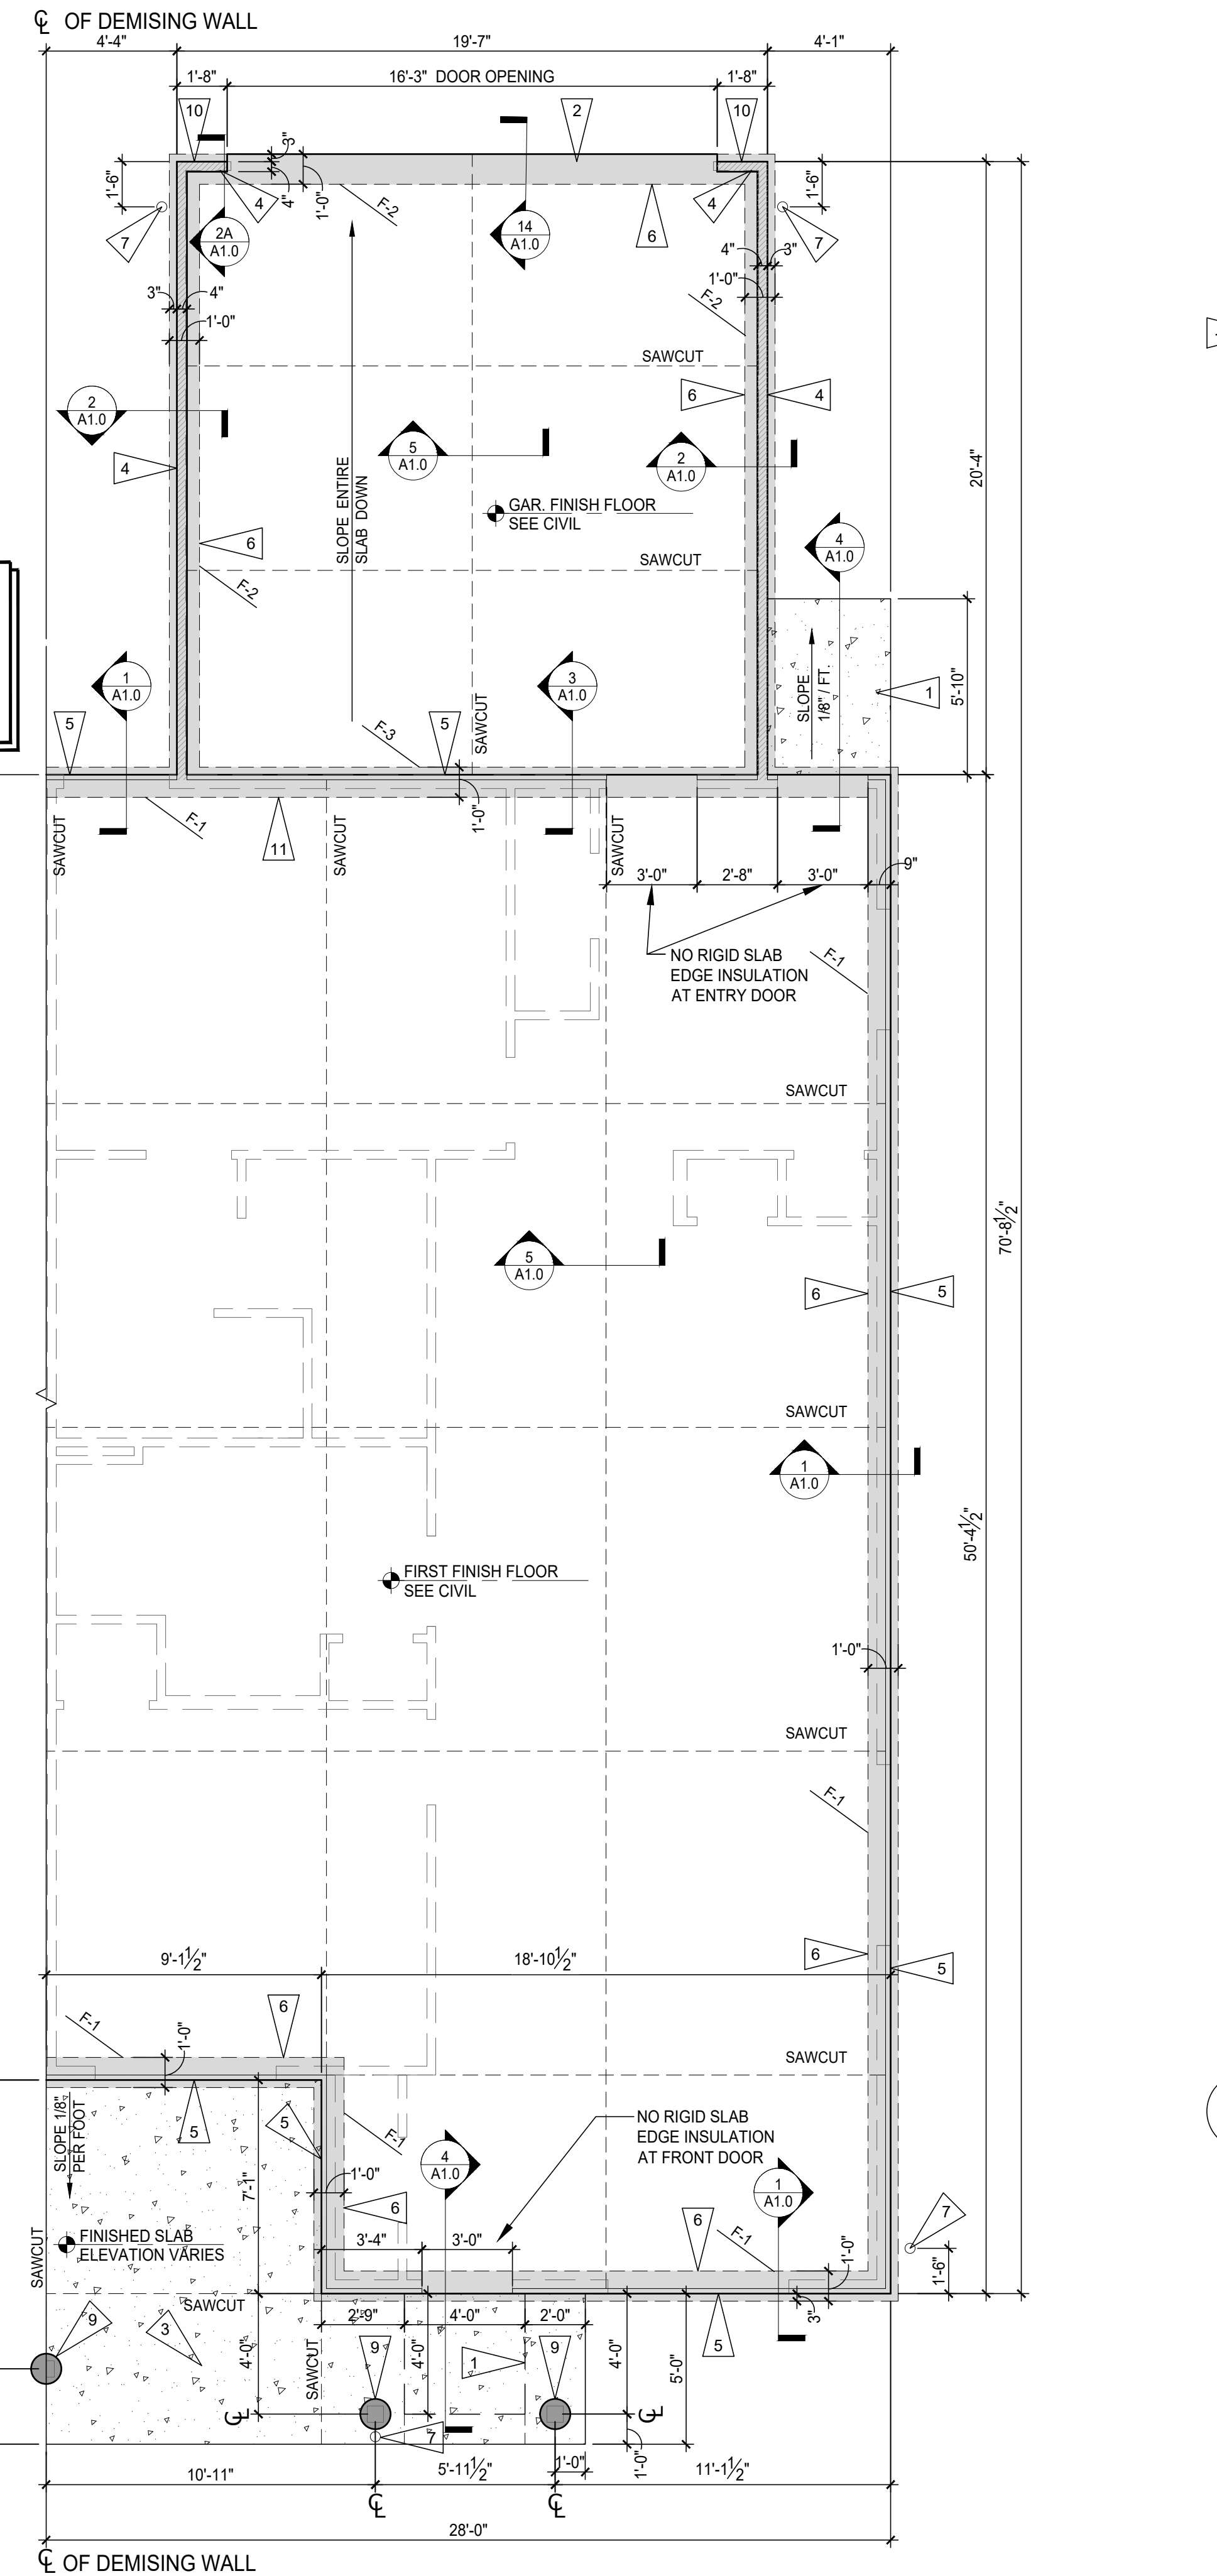 ℄ OF DEMISING WALL
4'-4"
19'-7"
4'-1"
1'-8"
16'-3" DOOR OPENING
1'-8"
10
2
10
3"
4"
1'-0"
1'-6"
1'-6"
4
F-2
4
7
2A
A1.0
14
A1.0
6
7
4"
3"
1'-0"
F-2
3"
4"
1'-0"
SAWCUT
2
A1.0
6
4
5
A1.0
2
A1.0
4
SLOPE ENTIRE
SLAB DOWN
20'-4"
GAR. FINISH FLOOR
SEE CIVIL
6
SAWCUT
4
A1.0
F-2
1
A1.0
3
A1.0
SLOPE
1/8" / FT.
1
5'-10"
5
F-3
5
SAWCUT
F-1
11
1'-0"
SAWCUT
SAWCUT
SAWCUT
3'-0"
2'-8"
3'-0"
9"
NO RIGID SLAB
EDGE INSULATION
AT ENTRY DOOR
F-1
SAWCUT
70'-8½"
5
A1.0
6
5
SAWCUT
1
A1.0
50'-4½"
FIRST FINISH FLOOR
SEE CIVIL
1'-0"
SAWCUT
F-1
9'-1½"
18'-10½"
6
5
F-1
6
1'-0"
SAWCUT
SLOPE 1/8"
PER FOOT
5
5
F-1
NO RIGID SLAB
EDGE INSULATION
AT FRONT DOOR
4
A1.0
1
A1.0
7'-1"
1'-0"
6
6
F-1
7
1'-6"
FINISHED SLAB
ELEVATION VARIES
SAWCUT
3'-4"
3'-0"
1'-0"
3"
SAWCUT
9
3
2'-9"
4'-0"
2'-0"
4'-0"
SAWCUT
9
4'-0"
1
9
4'-0"
5'-0"
5
℄
℄
7
10'-11"
5'-11½"
1'-0"
1'-0"
11'-1½"
℄
℄
28'-0"
℄ OF DEMISING WALL